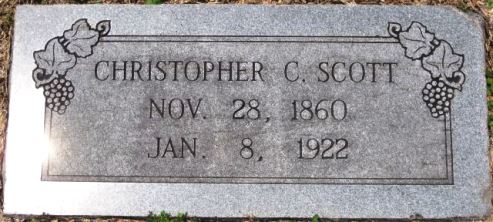 CHRISTOPHER C. SCOTT
NOV. 28, 1860
JAN. 8, 1922